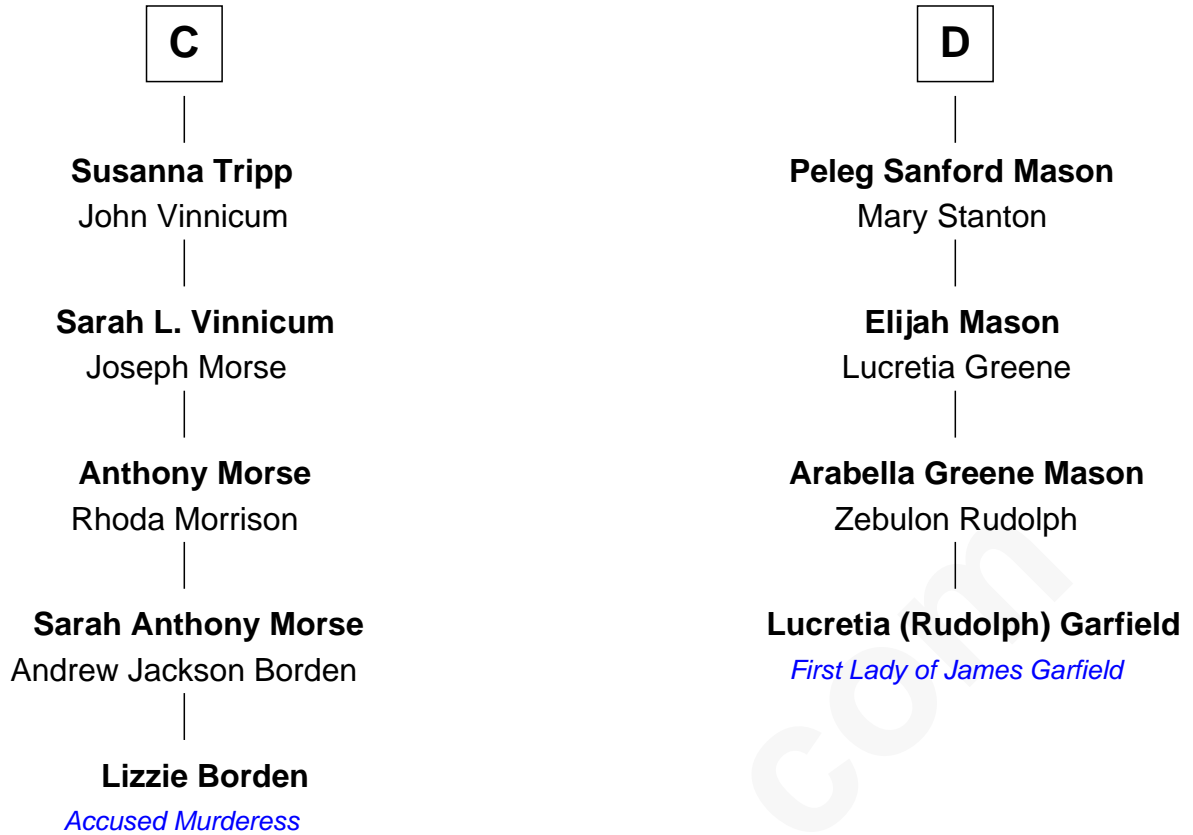 C
Susanna Tripp
John Vinnicum
Sarah L. Vinnicum
Joseph Morse
Anthony Morse
Rhoda Morrison
Sarah Anthony Morse
Andrew Jackson Borden
Lizzie Borden
Accused Murderess
D
Peleg Sanford Mason
Mary Stanton
Elijah Mason
Lucretia Greene
Arabella Greene Mason
Zebulon Rudolph
Lucretia (Rudolph) Garfield
First Lady of James Garfield
com